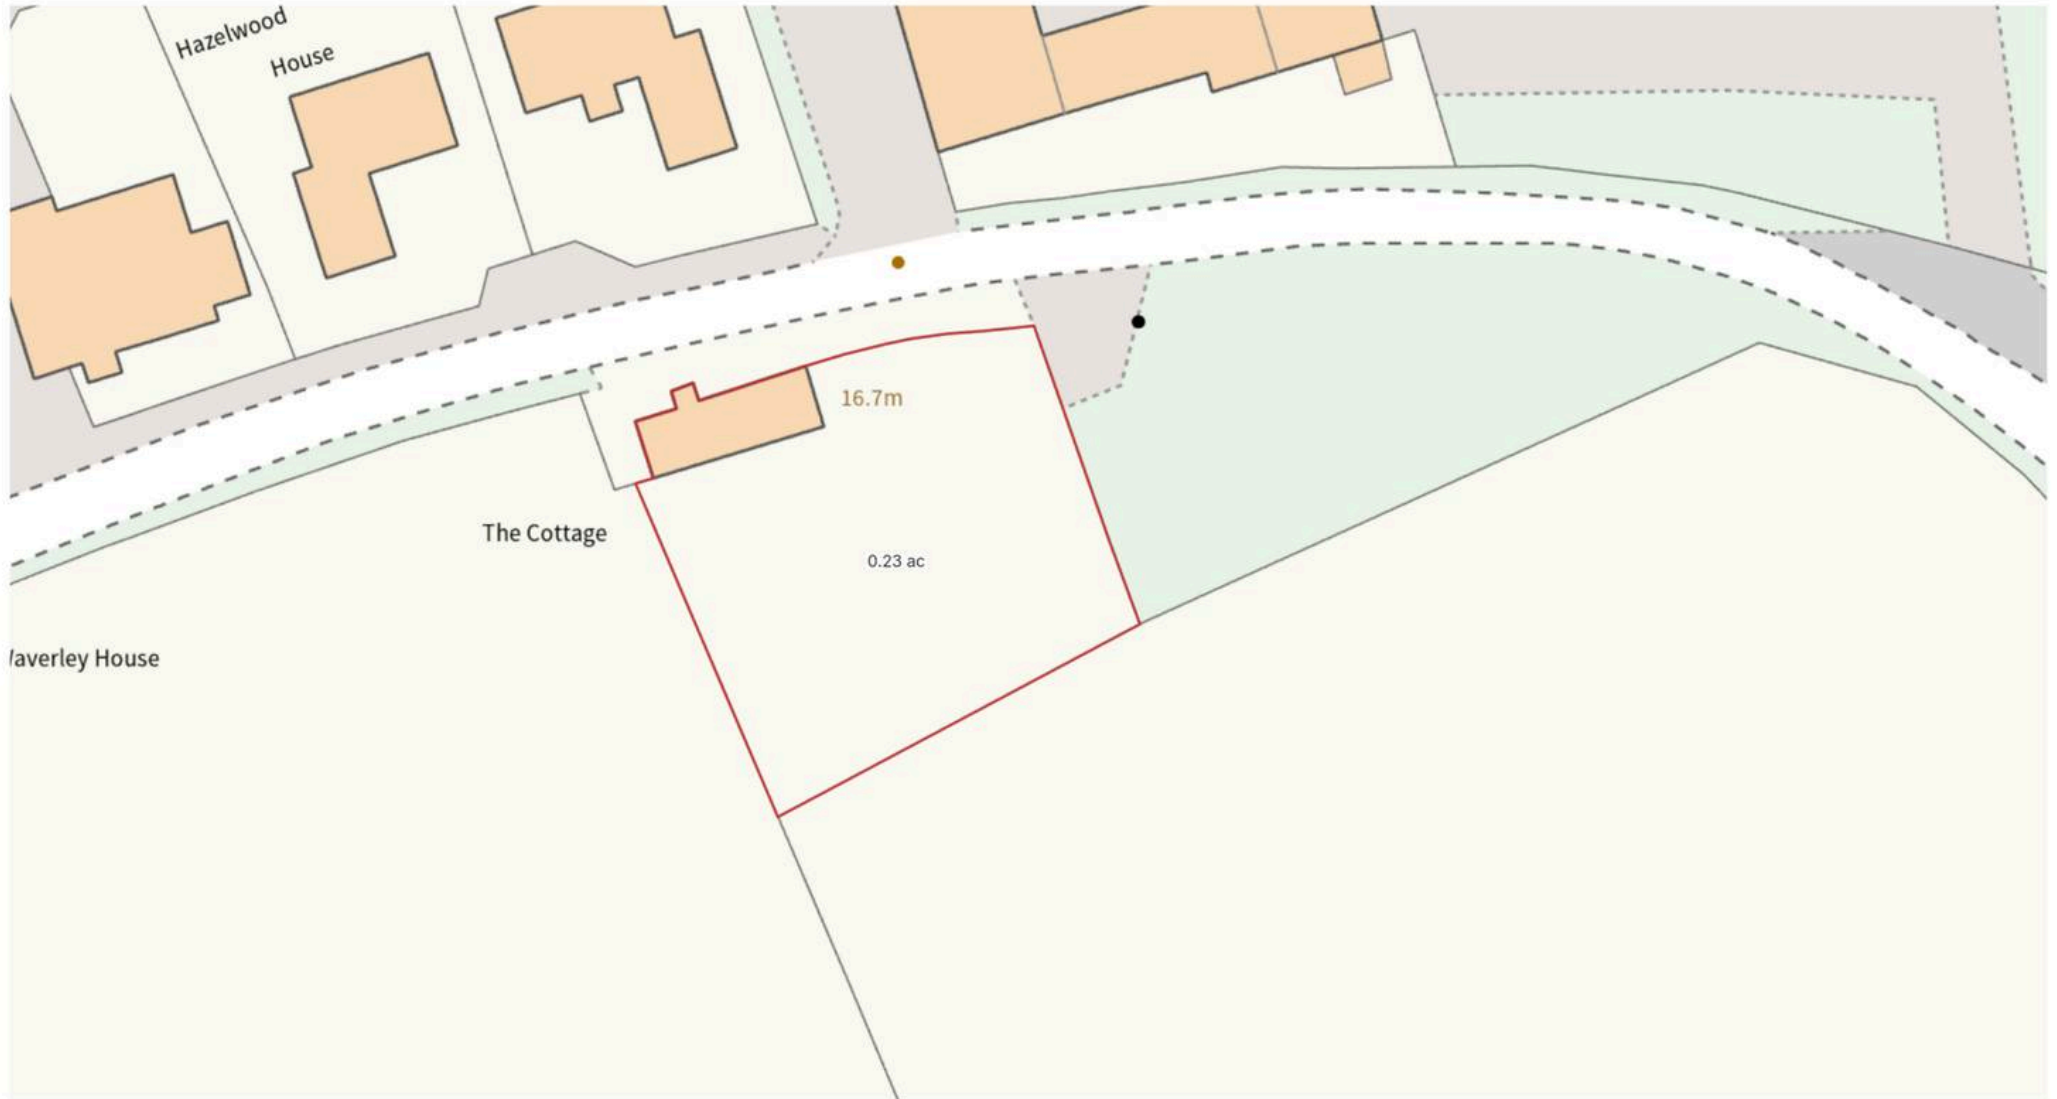 Hazelwood
House
16.7m
The Cottage
0.23 ac
averley House